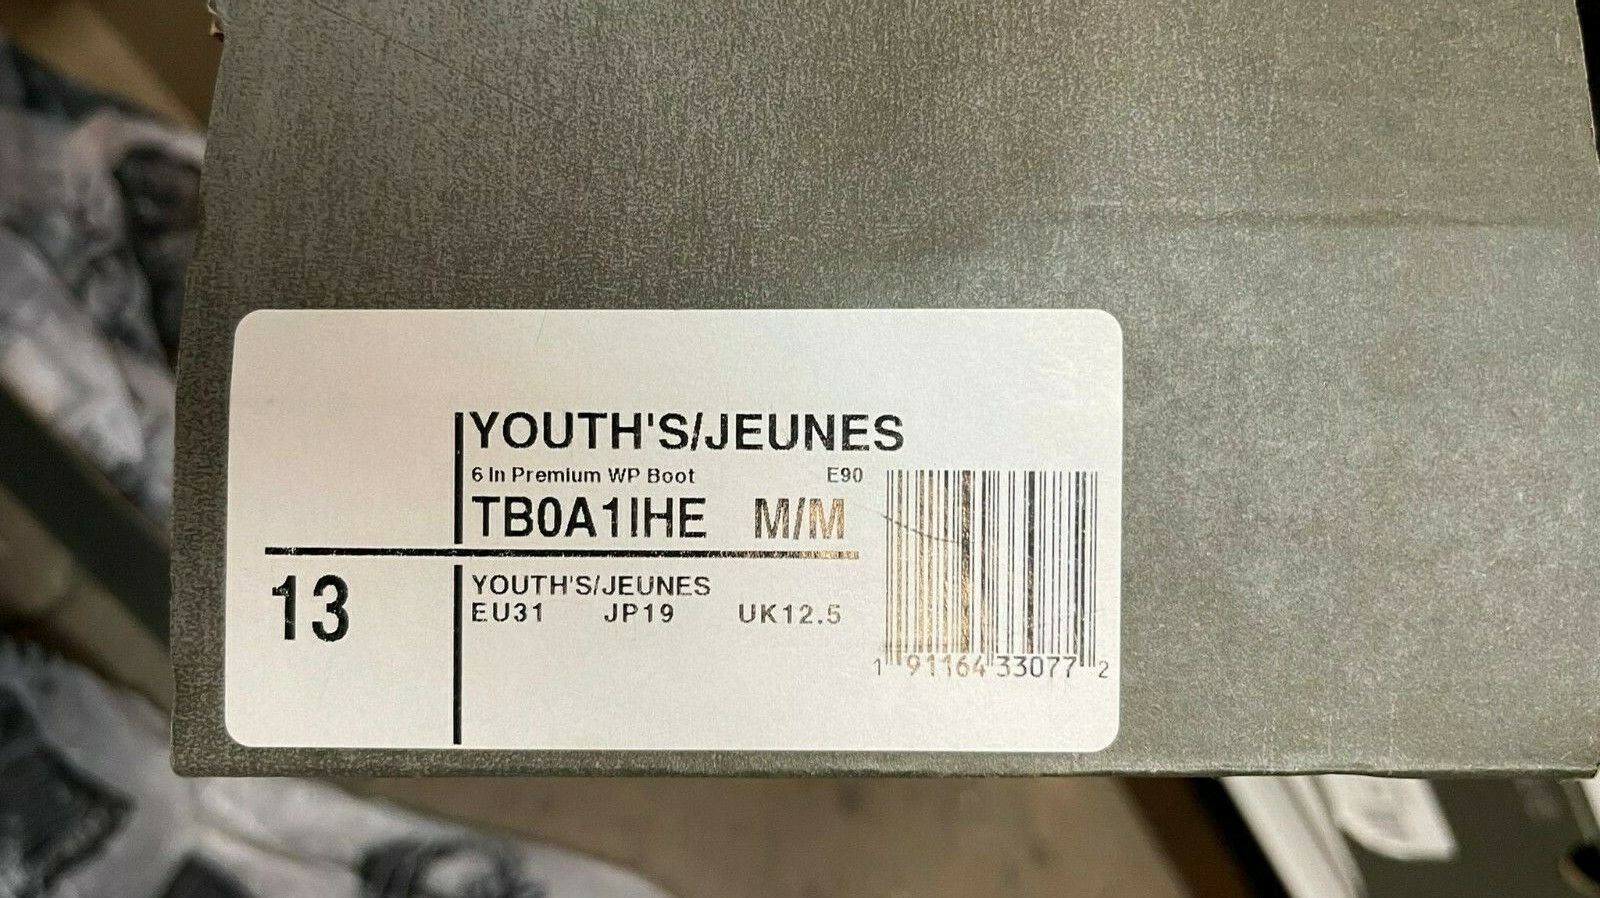 YOUTH'S/JEUNES
6 In Premium WP Boot E90
TB0A1IHE M/M
13
YOUTH'S/JEUNES
EU31 JP19 UK12.5
1 91164 33077 2